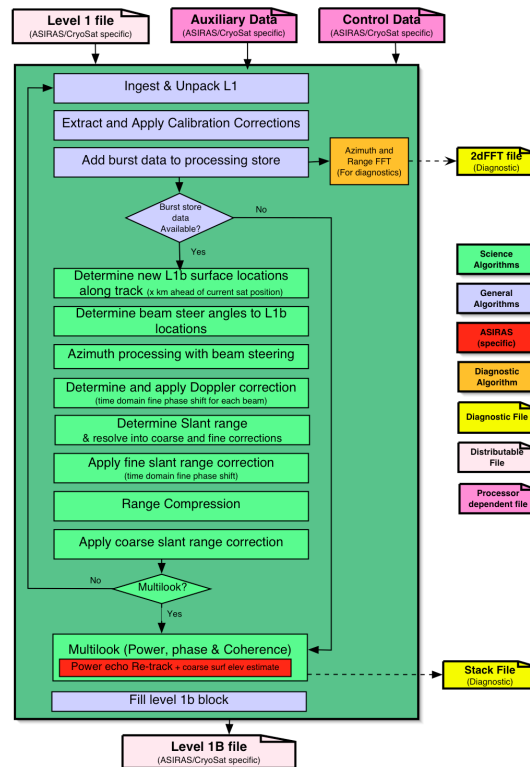 Level 1 file
(ASIRAS/CryoSat specific)
Auxiliary Data
(ASIRAS/CryoSat specific)
Control Data
(ASIRAS/CryoSat specific)
Ingest & Unpack L1
Extract and Apply Calibration Corrections
Add burst data to processing store
Azimuth and
Range FFT
(For diagnostics)
2dFFT file
(Diagnostic)
Burst store
data
Available?
No
Yes
Determine new L1b surface locations
along track (x km ahead of current sat position)
Determine beam steer angles to L1b
locations
Azimuth processing with beam steering
Determine and apply Doppler correction
(time domain fine phase shift for each beam)
Determine Slant range
& resolve into coarse and fine corrections
Apply fine slant range correction
(time domain fine phase shift)
Range Compression
Apply coarse slant range correction
No
Multilook?
Yes
Multilook (Power, phase & Coherence)
Power echo Re-track + coarse surf elev estimate
Fill level 1b block
Level 1B file
(ASIRAS/CryoSat specific)
Stack File
(Diagnostic)
Science
Algorithms
General
Algorithms
ASIRAS
(specific)
Diagnostic
Algorithm
Diagnostic File
Distributable
File
Processor
dependent file